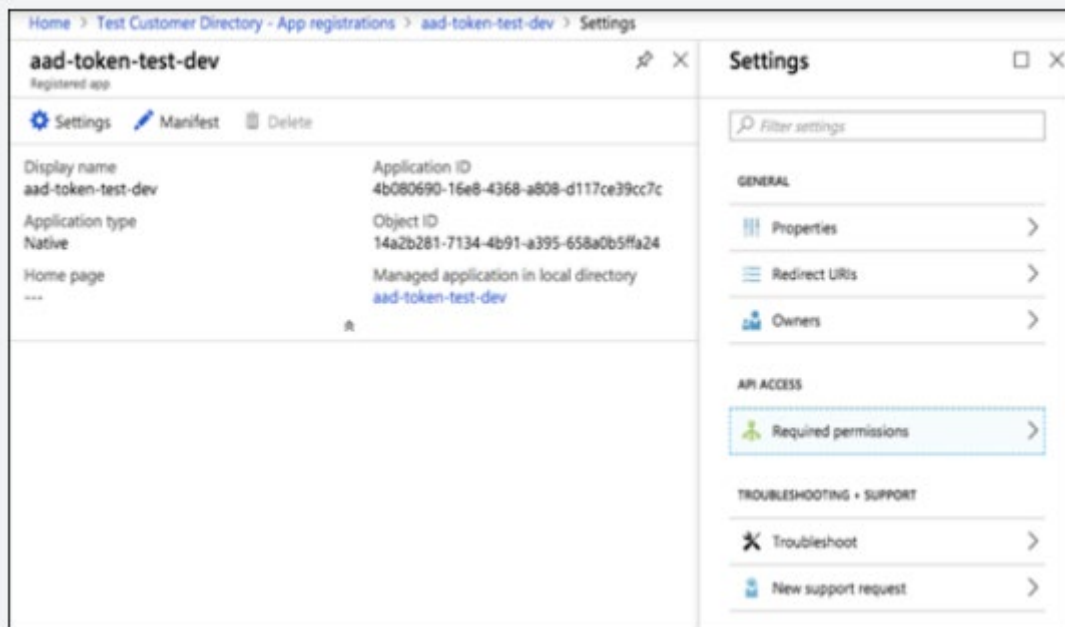 Home > Test Customer Directory - App registrations > aad-token-test-dev > Settings
aad-token-test-dev
Registered app
Settings Manifest Delete
Display name
aad-token-test-dev
Application type
Native
Home page
---
Application ID
4b080690-16e8-4368-a808-d117ce39cc7c
Object ID
14a2b281-7134-4b91-a395-658a0b5ffa24
Managed application in local directory
aad-token-test-dev
Settings
Filter settings
GENERAL
Properties
Redirect URIs
Owners
API ACCESS
Required permissions
TROUBLESHOOTING + SUPPORT
Troubleshoot
New support request